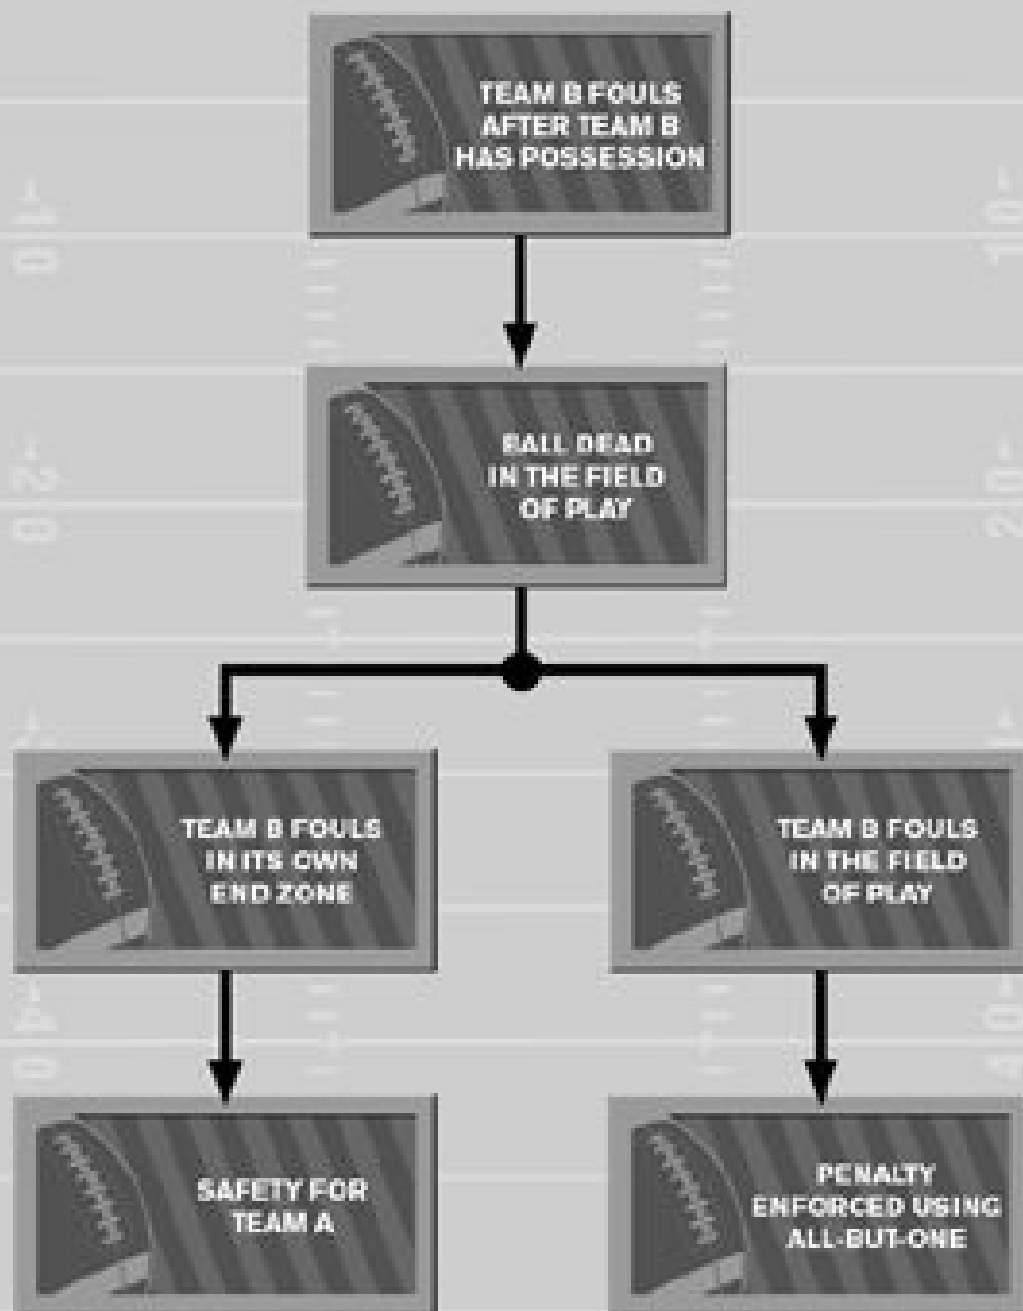 TEAM B FOULS
AFTER TEAM B
HAS POSSESSION
BALL DEAD
IN THE FIELD
OF PLAY
TEAM B FOULS
IN ITS OWN
END ZONE
TEAM B FOULS
IN THE FIELD
OF PLAY
SAFETY FOR
TEAM A
PENALTY
ENFORCED USING
ALL-BUT-ONE